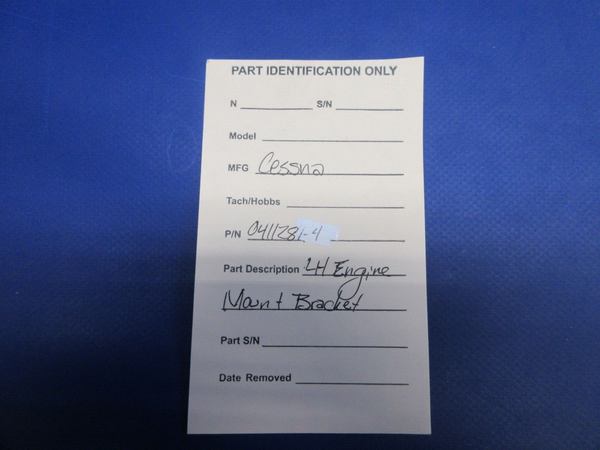 PART IDENTIFICATION ONLY
N S/N
Model
MFG Cessna
Tach/Hobbs
P/N 0411281-4
Part Description LH Engine
Mount Bracket
Part S/N
Date Removed